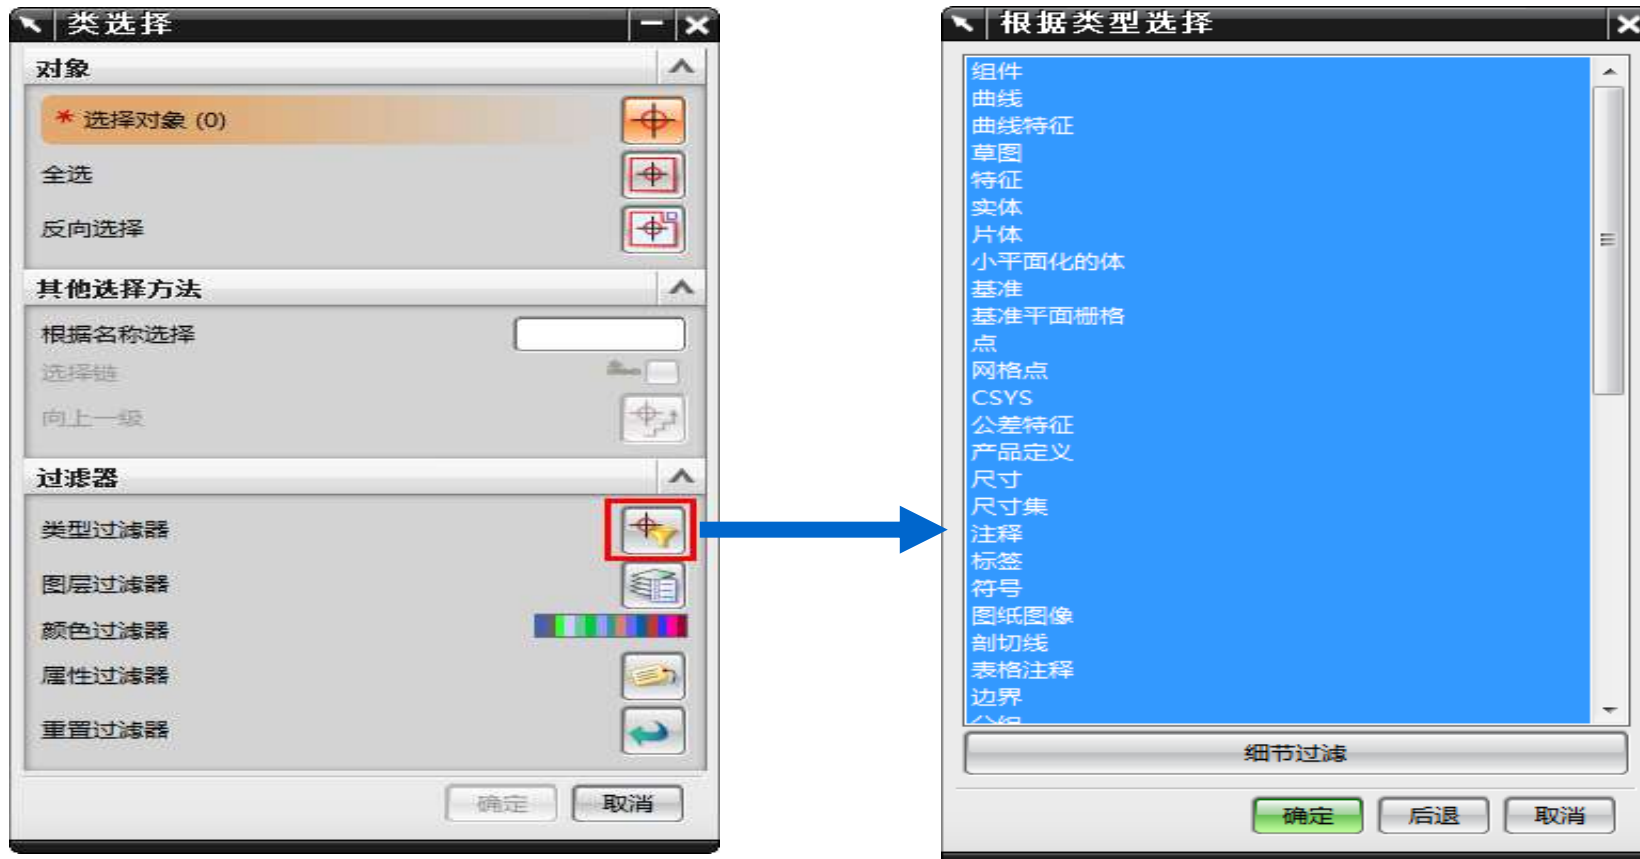 类选择
对象
* 选择对象 (0)
全选
反向选择
其他选择方法
根据名称选择
选择链
向上一级
过滤器
类型过滤器
图层过滤器
颜色过滤器
属性过滤器
重置过滤器
确定 取消
根据类型选择
组件
曲线
曲线特征
草图
特征
实体
片体
小平面化的体
基准
基准平面栅格
点
网格点
CSYS
公差特征
产品定义
尺寸
尺寸集
注释
标签
符号
图纸图像
剖切线
表格注释
边界
细节过滤
确定 后退 取消